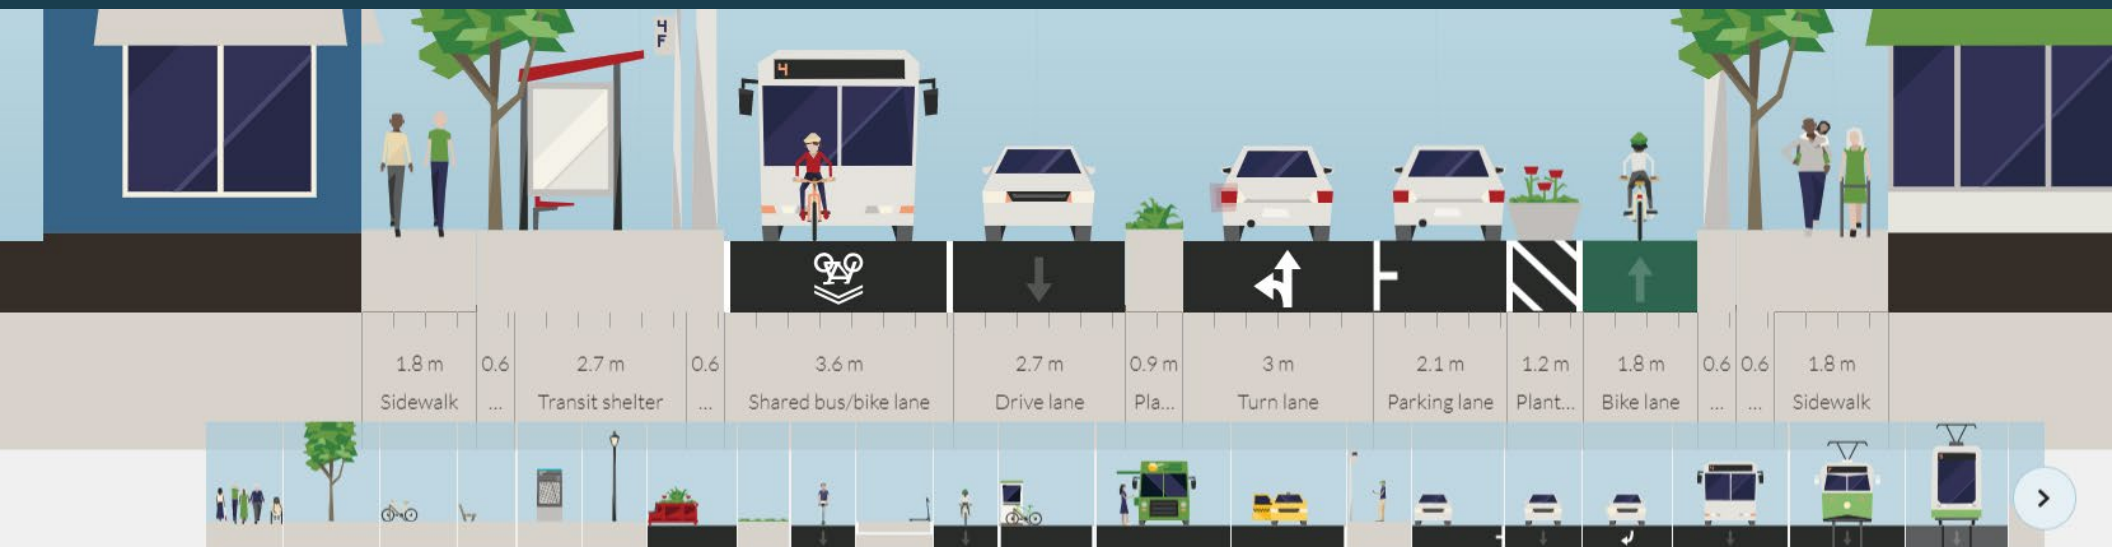 4
F
4
1.8 m
0.6
2.7 m
0.6
3.6 m
2.7 m
0.9 m
3 m
2.1 m
1.2 m
1.8 m
0.6
0.6
1.8 m
Sidewalk
...
Transit shelter
...
Shared bus/bike lane
Drive lane
Pla...
Turn lane
Parking lane
Plant...
Bike lane
...
...
Sidewalk